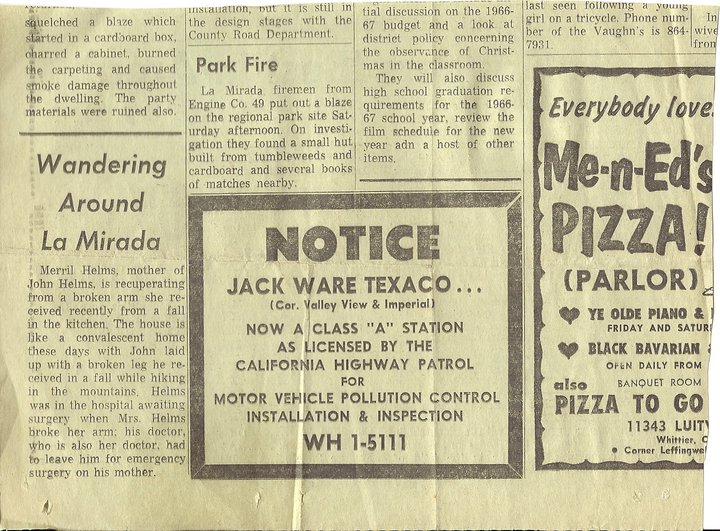 squelched a blaze which
started in a cardboard box,
charred a cabinet, burned
the carpeting and caused
smoke damage throughout
the dwelling. The party
materials were ruined also.
Wandering
Around
La Mirada
Merril Helms, mother of
John Helms, is recuperating
from a broken arm she re-
ceived recently from a fall
in the kitchen. The house is
like a convalescent home
these days with John laid
up with a broken leg he re-
ceived in a fall while hiking
in the mountains. Helms
was in the hospital awaiting
surgery when Mrs. Helms
broke her arm; his doctor,
who is also her doctor, had
to leave him for emergency
surgery on his mother.
installation, but it is still in
the design stages with the
County Road Department.
Park Fire
La Mirada firemen from
Engine Co. 49 put out a blaze
on the regional park site Sat-
urday afternoon. On investi-
gation they found a small hut
built from tumbleweeds and
cardboard and several books
of matches nearby.
tial discussion on the 1966-
67 budget and a look at
district policy concerning
the observance of Christ-
mas in the classroom.
They will also discuss
high school graduation re-
quirements for the 1966-
67 school year, review the
film schedule for the new
year adn a host of other
items.
NOTICE
JACK WARE TEXACO...
(Cor. Valley View & Imperial)
NOW A CLASS "A" STATION
AS LICENSED BY THE
CALIFORNIA HIGHWAY PATROL
FOR
MOTOR VEHICLE POLLUTION CONTROL
INSTALLATION & INSPECTION
WH 1-5111
last seen following a young
girl on a tricycle. Phone num-
ber of the Vaughn's is 864-
7931.
In
wive
from
Everybody love
Me-n-Ed's
PIZZA!
(PARLOR)
YE OLDE PIANO &
FRIDAY AND SATUR
BLACK BAVARIAN
OPEN DAILY FROM
also BANQUET ROOM
PIZZA TO GO
11343 LUIT
Whittier, C
• Corner Leffingwel